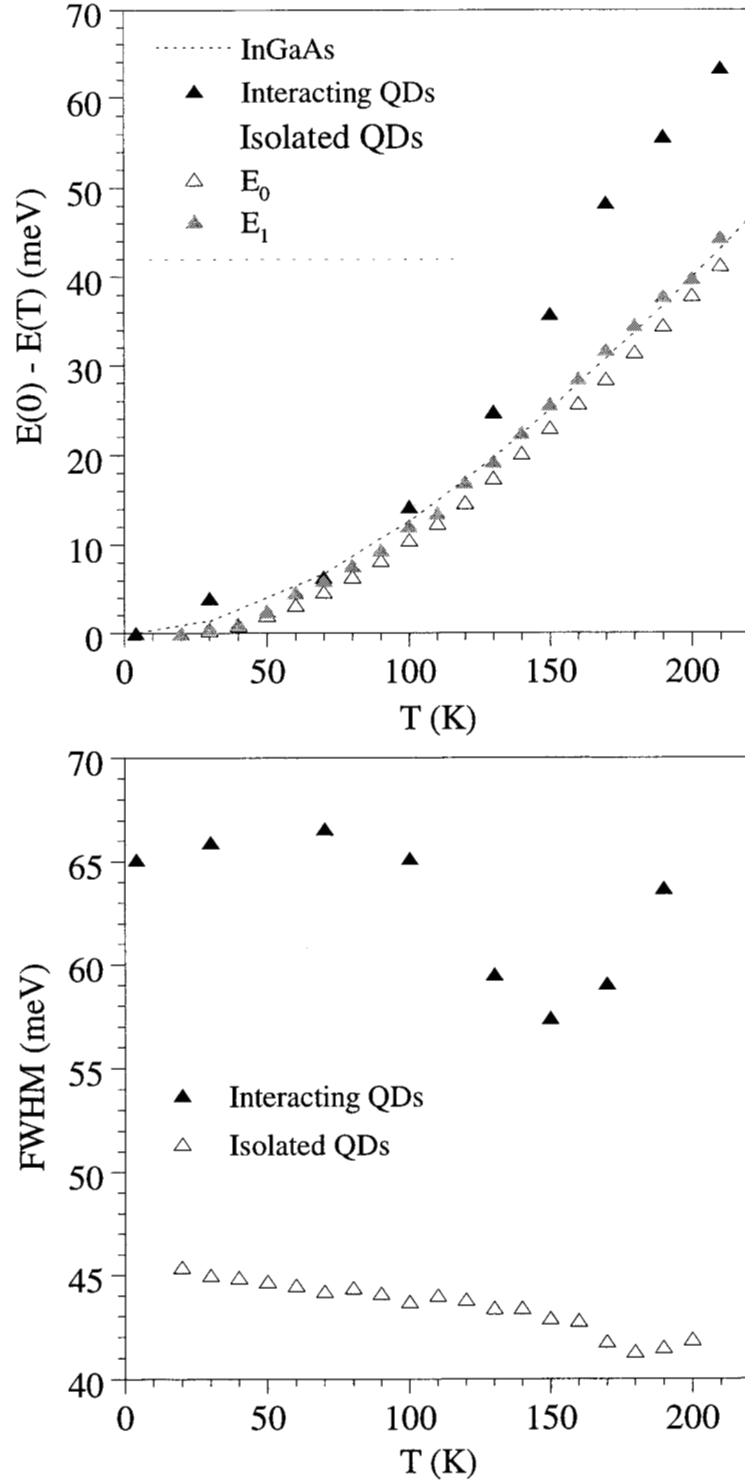 70
60
50
40
30
20
10
0
E(0) - E(T) (meV)
InGaAs
Interacting QDs
Isolated QDs
E0
E1
0 50 100 150 200
T (K)
70
65
60
55
50
45
40
FWHM (meV)
Interacting QDs
Isolated QDs
0 50 100 150 200
T (K)